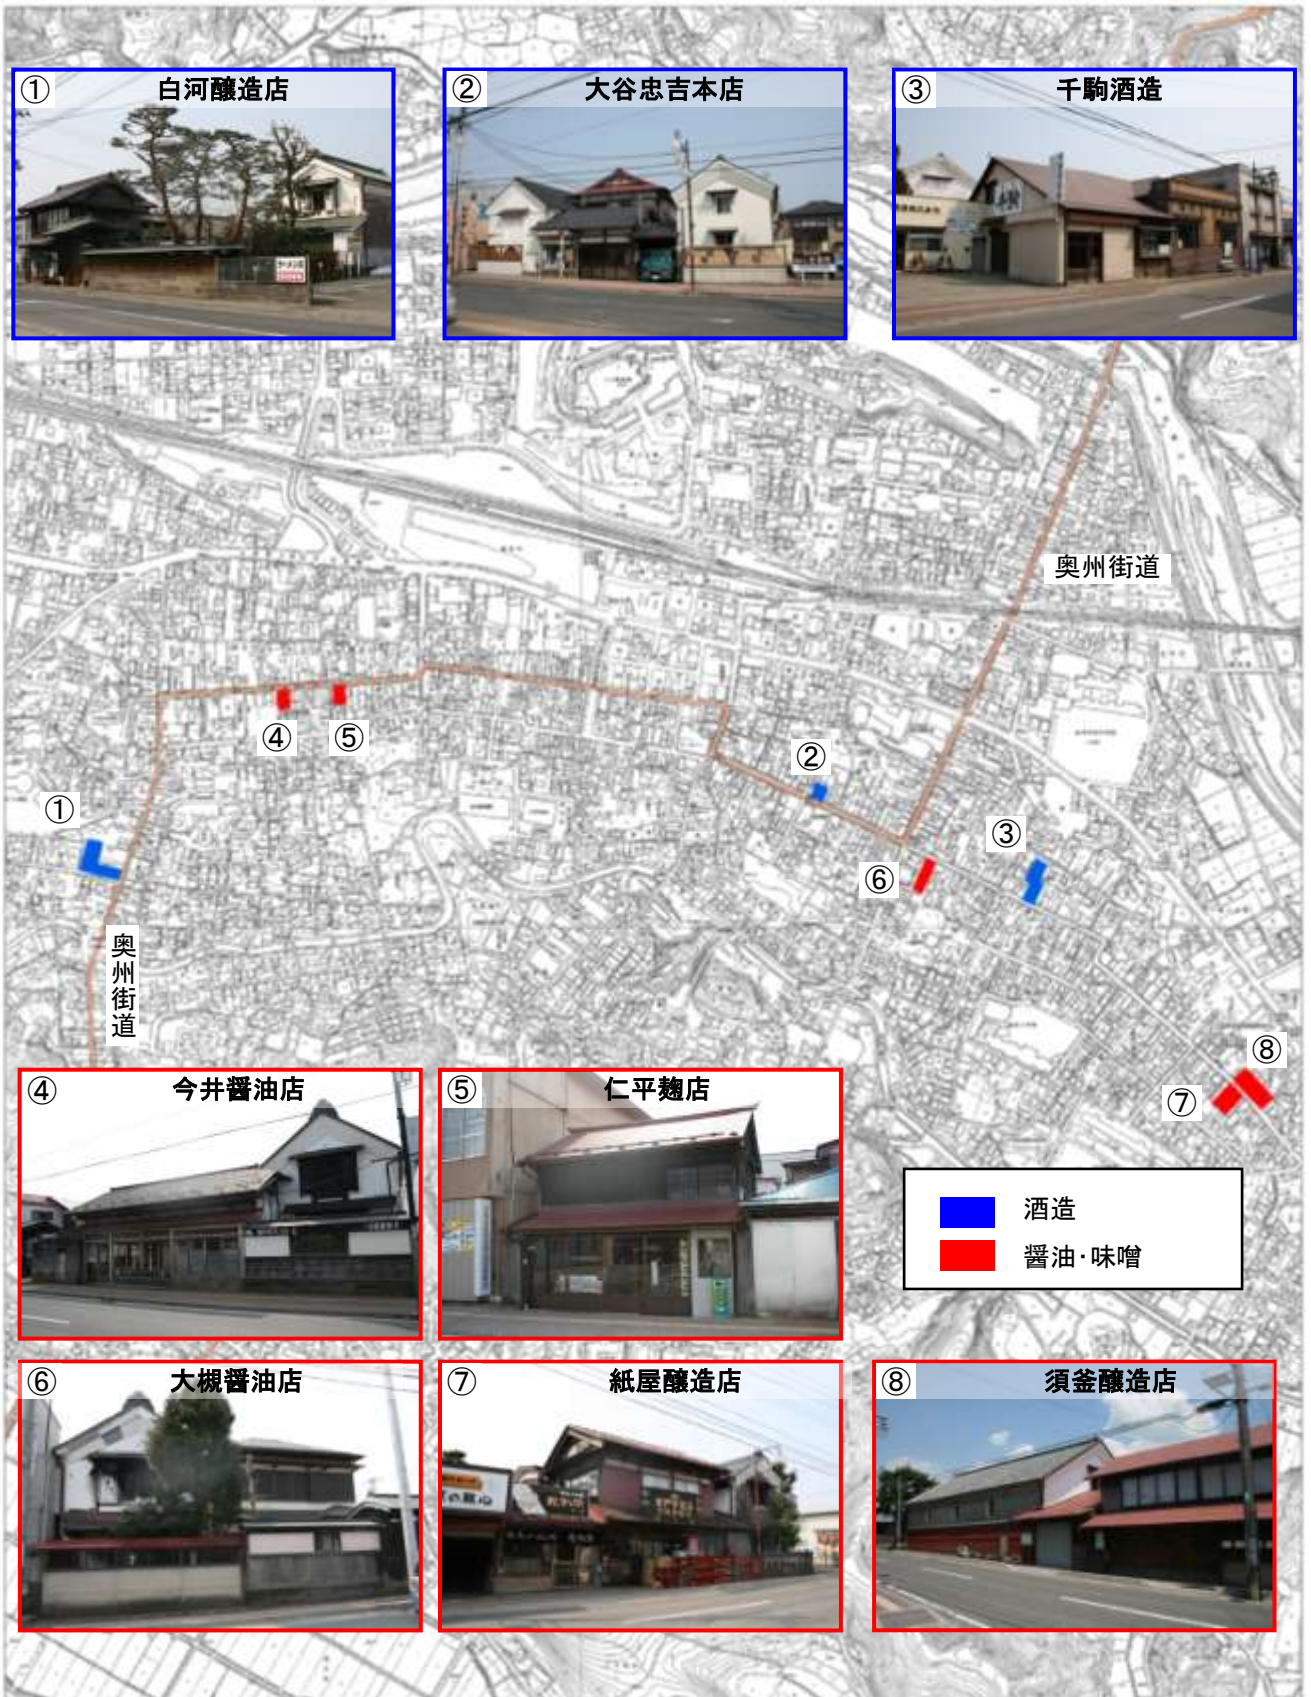 ① 白河醸造店
② 大谷忠吉本店
③ 千駒酒造
奥州街道
④
⑤
②
①
③
⑥
奥州街道
⑧
⑦
④ 今井醤油店
⑤ 仁平麹店
酒造
醤油・味噌
⑥ 大槻醤油店
⑦ 紙屋醸造店
⑧ 須釜醸造店